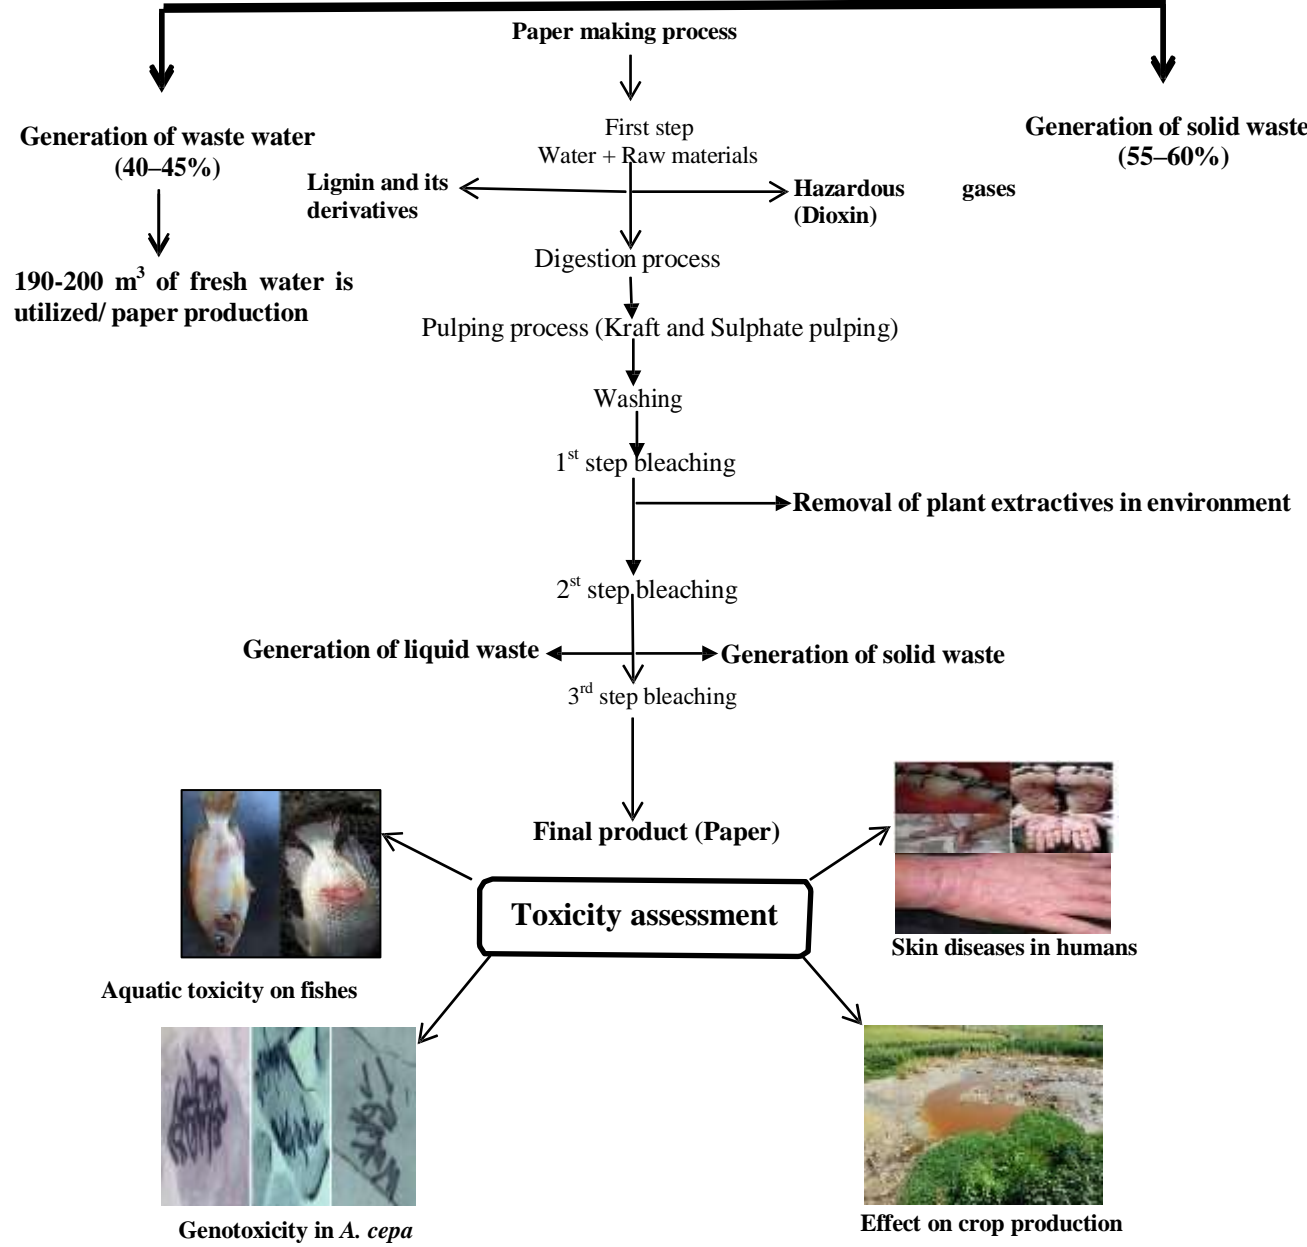 Paper making process
Generation of waste water
(40–45%)
190-200 m³ of fresh water is
utilized/ paper production
First step
Water + Raw materials
Generation of solid waste
(55–60%)
Lignin and its
derivatives
Hazardous gases
(Dioxin)
Digestion process
Pulping process (Kraft and Sulphate pulping)
Washing
1st step bleaching
Removal of plant extractives in environment
2st step bleaching
Generation of liquid waste
Generation of solid waste
3rd step bleaching
Final product (Paper)
Toxicity assessment
Skin diseases in humans
Aquatic toxicity on fishes
Genotoxicity in A. cepa
Effect on crop production